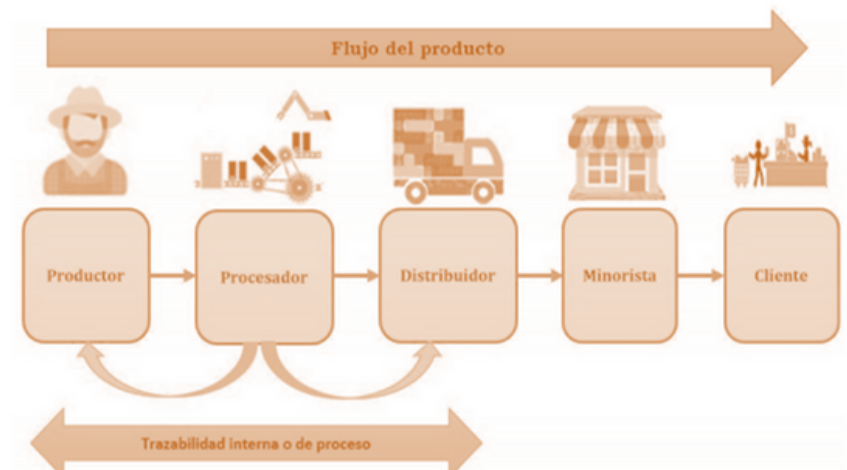 Flujo del producto
Productor
Procesador
Distribuidor
Minorista
Cliente
Trazabilidad interna o de proceso